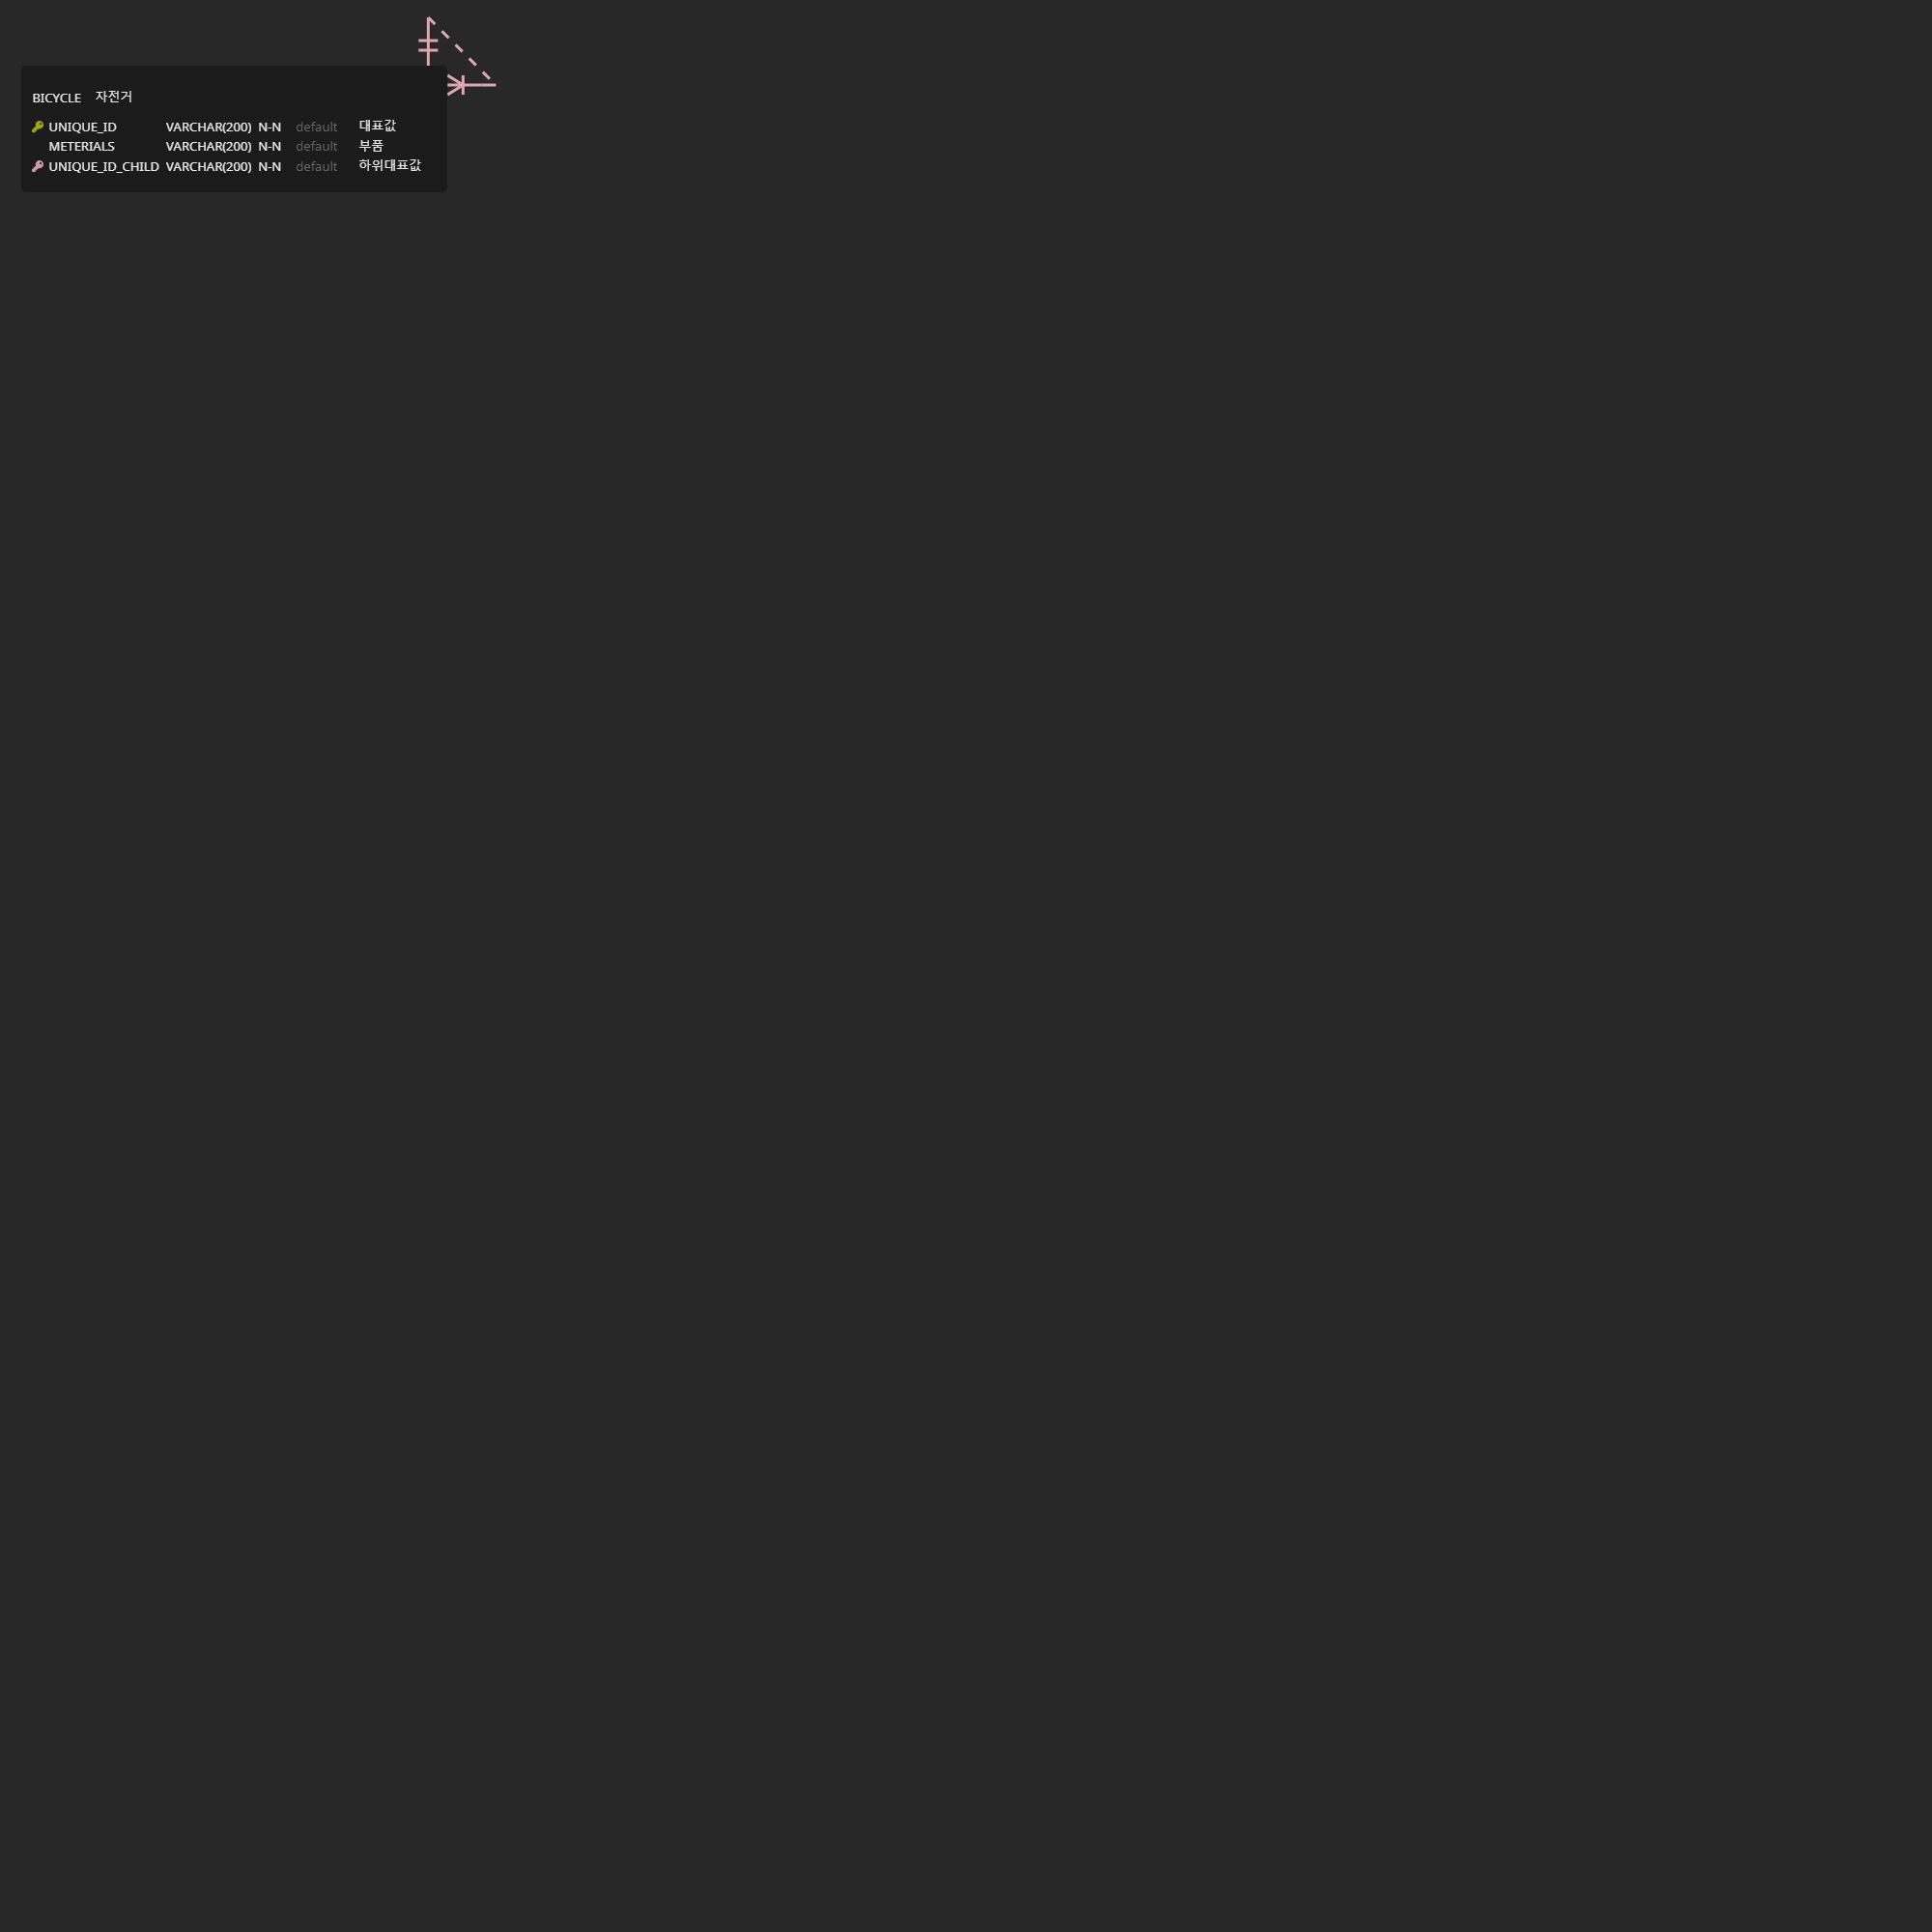 BICYCLE 자전거
UNIQUE_ID VARCHAR(200) N-N default 대표값
METERIALS VARCHAR(200) N-N default 부품
UNIQUE_ID_CHILD VARCHAR(200) N-N default 하위대표값